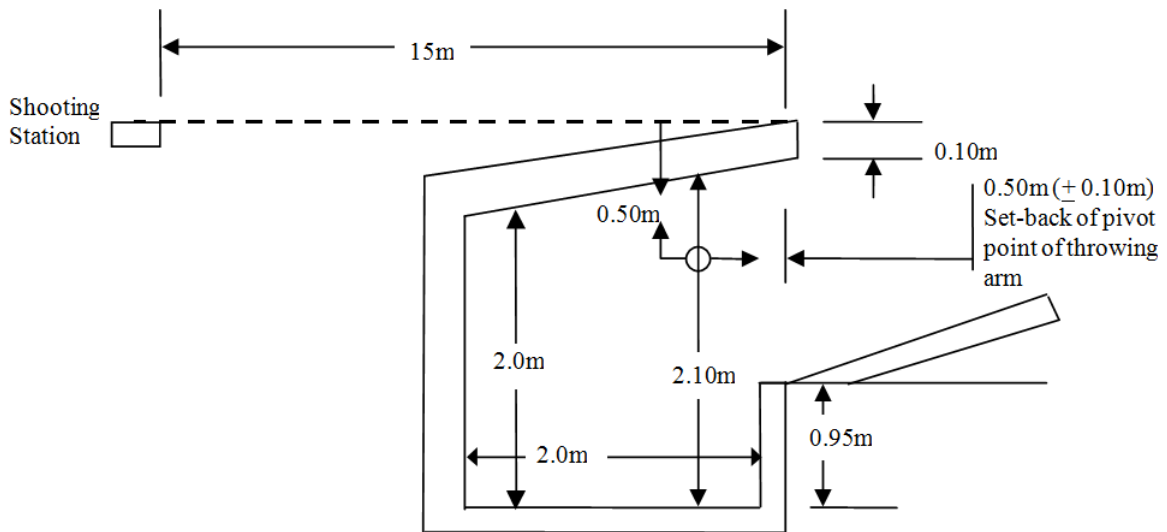 15m
Shooting
Station
0.10m
0.50m (± 0.10m)
Set-back of pivot
point of throwing
arm
0.50m
2.0m
2.10m
0.95m
2.0m